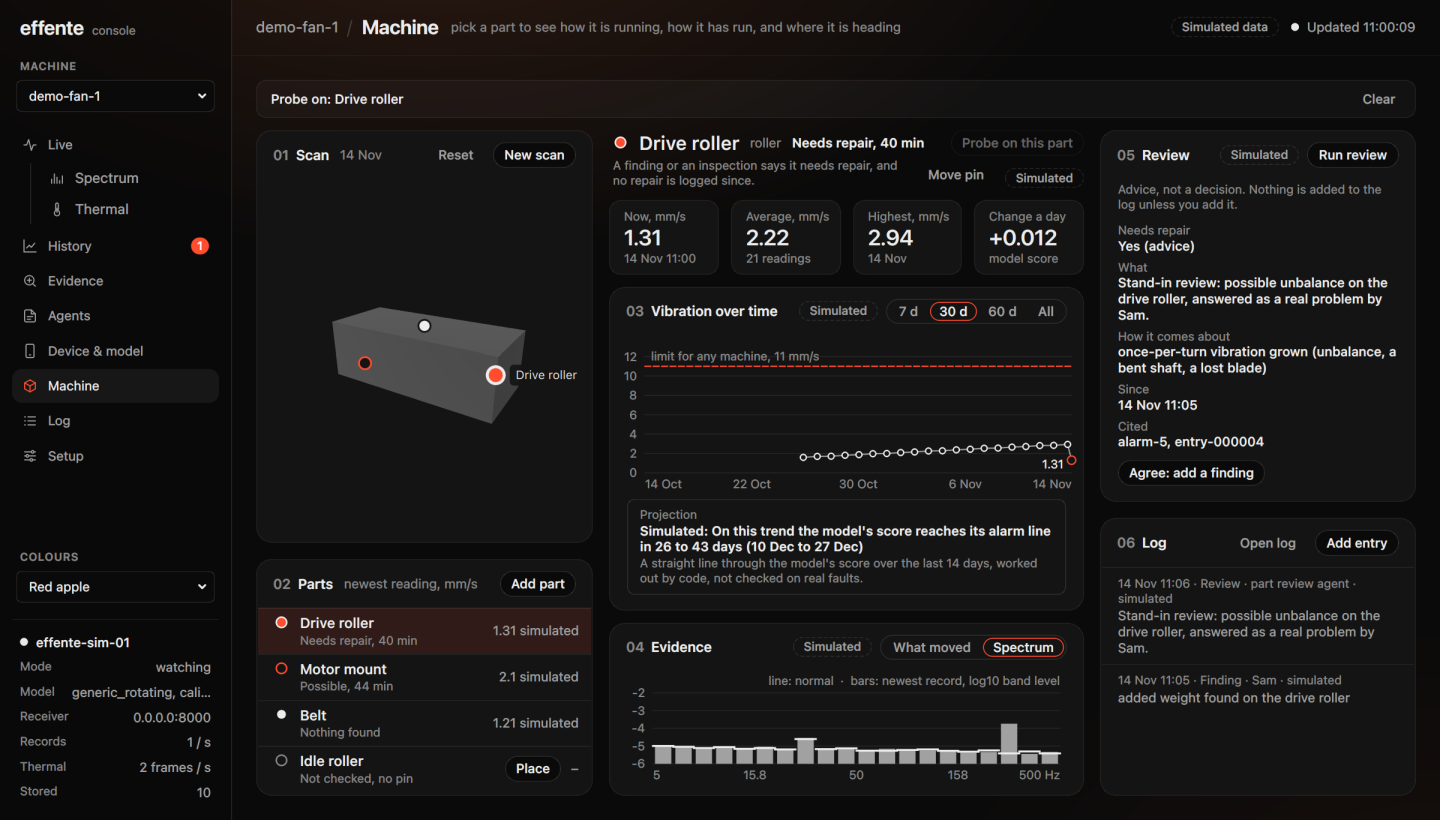 effente console
MACHINE
demo-fan-1
Live
Spectrum
Thermal
History 1
Evidence
Agents
Device & model
Machine
Log
Setup
COLOURS
Red apple
effente-sim-01
Mode watching
Model generic_rotating, cali...
Receiver 0.0.0.0:8000
Records 1 / s
Thermal 2 frames / s
Stored 10
demo-fan-1 / Machine pick a part to see how it is running, how it has run, and where it is heading
Simulated data Updated 11:00:09
Probe on: Drive roller Clear
01 Scan 14 Nov Reset New scan
Drive roller
02 Parts newest reading, mm/s Add part
Drive roller
Needs repair, 40 min
1.31 simulated
Motor mount
Possible, 44 min
2.1 simulated
Belt
Nothing found
1.21 simulated
Idle roller
Not checked, no pin
Place –
Drive roller roller Needs repair, 40 min Probe on this part
A finding or an inspection says it needs repair, and
no repair is logged since.
Move pin Simulated
Now, mm/s
1.31
14 Nov 11:00
Average, mm/s
2.22
21 readings
Highest, mm/s
2.94
14 Nov
Change a day
+0.012
model score
03 Vibration over time Simulated 7 d 30 d 60 d All
12
limit for any machine, 11 mm/s
10
8
6
4
2
0
1.31
14 Oct 22 Oct 30 Oct 6 Nov 14 Nov
Projection
Simulated: On this trend the model's score reaches its alarm line
in 26 to 43 days (10 Dec to 27 Dec)
A straight line through the model's score over the last 14 days, worked
out by code, not checked on real faults.
04 Evidence Simulated What moved Spectrum
line: normal · bars: newest record, log10 band level
-2
-3
-4
-5
-6
5 15.8 50 158 500 Hz
05 Review Simulated Run review
Advice, not a decision. Nothing is added to the
log unless you add it.
Needs repair
Yes (advice)
What
Stand-in review: possible unbalance on the
drive roller, answered as a real problem by
Sam.
How it comes about
once-per-turn vibration grown (unbalance, a
bent shaft, a lost blade)
Since
14 Nov 11:05
Cited
alarm-5, entry-000004
Agree: add a finding
06 Log Open log Add entry
14 Nov 11:06 · Review · part review agent ·
simulated
Stand-in review: possible unbalance on the
drive roller, answered as a real problem by
Sam.
14 Nov 11:05 · Finding · Sam · simulated
added weight found on the drive roller